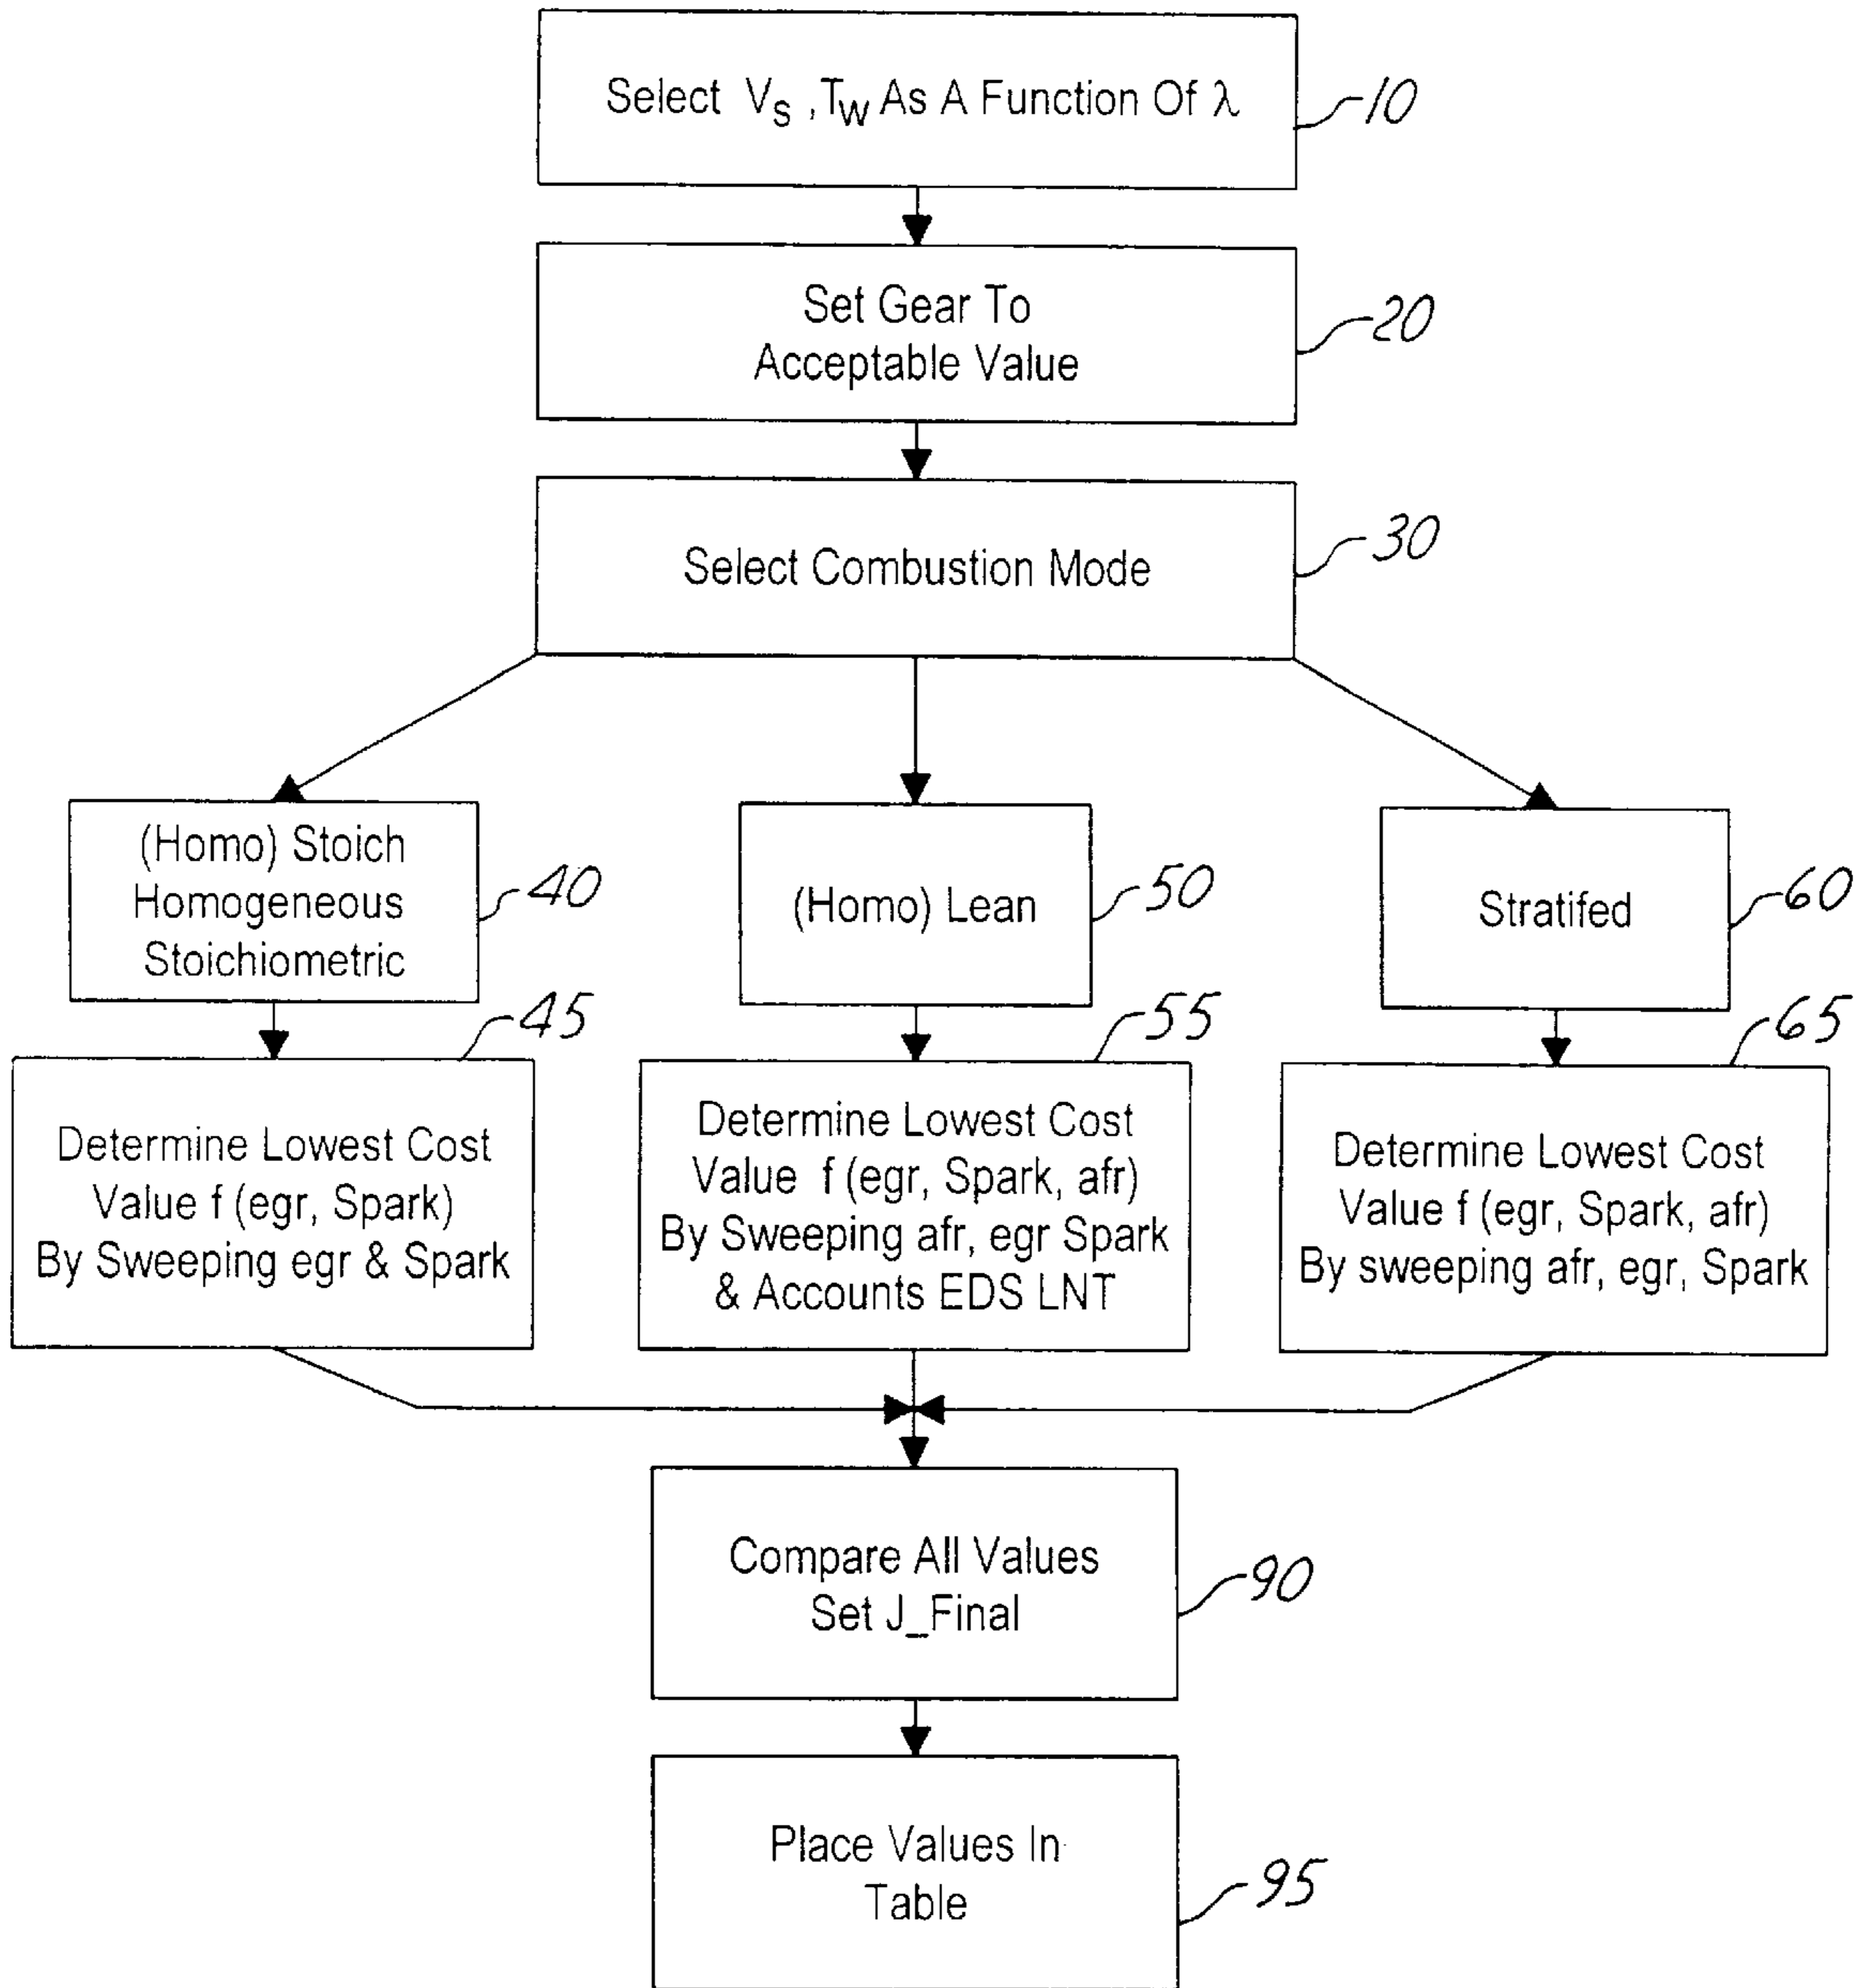 Select Vs ,Tw As A Function Of λ
10
Set Gear To
Acceptable Value
20
Select Combustion Mode
30
(Homo) Stoich
Homogeneous
Stoichiometric
40
(Homo) Lean
50
Stratifed
60
45
Determine Lowest Cost
Value f (egr, Spark)
By Sweeping egr & Spark
55
Determine Lowest Cost
Value f (egr, Spark, afr)
By Sweeping afr, egr Spark
& Accounts EDS LNT
65
Determine Lowest Cost
Value f (egr, Spark, afr)
By sweeping afr, egr, Spark
Compare All Values
Set J_Final
90
Place Values In
Table
95